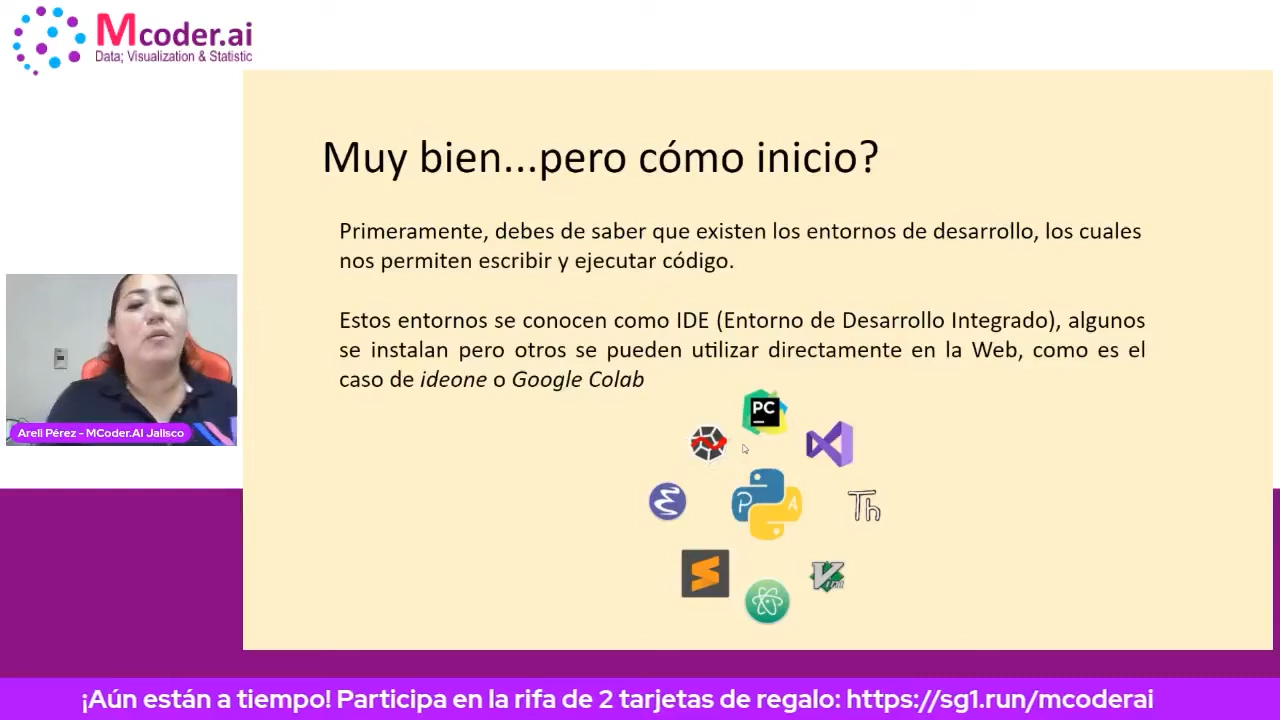 Mcoder.ai
Data; Visualization & Statistic
Muy bien...pero cómo inicio?
Primeramente, debes de saber que existen los entornos de desarrollo, los cuales
nos permiten escribir y ejecutar código.
Estos entornos se conocen como IDE (Entorno de Desarrollo Integrado), algunos
se instalan pero otros se pueden utilizar directamente en la Web, como es el
caso de ideone o Google Colab
PC
P A
Th
Areli Pérez - MCoder.AI Jalisco
¡Aún están a tiempo! Participa en la rifa de 2 tarjetas de regalo: https://sg1.run/mcoderai